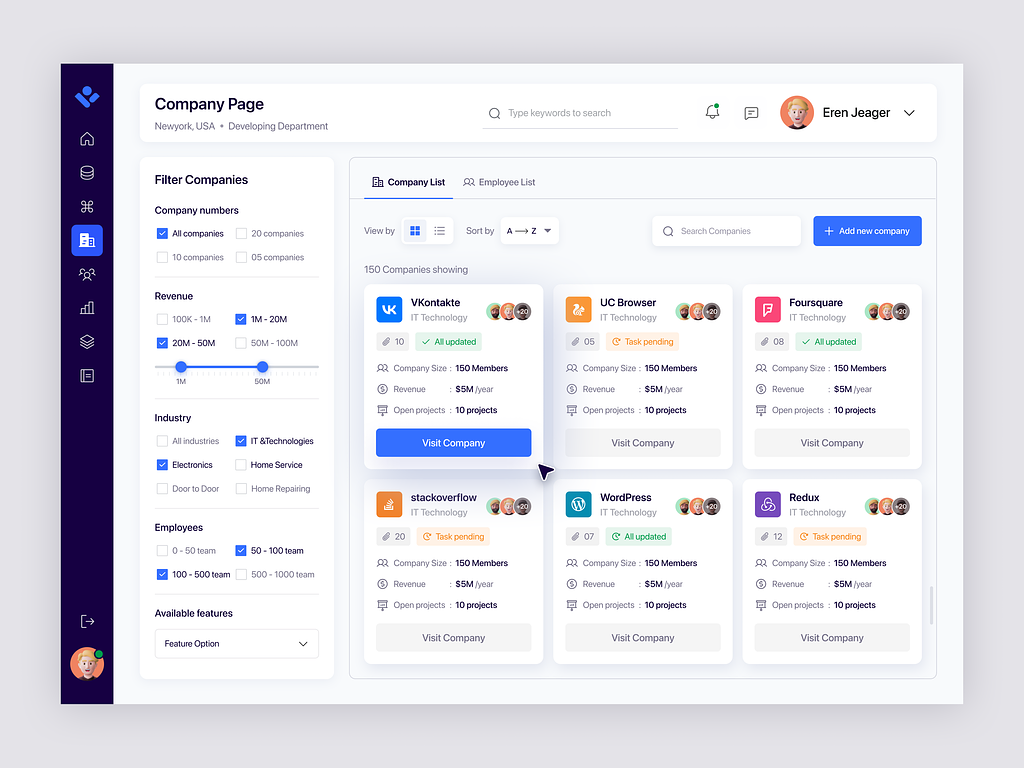 Company Page
Newyork, USA • Developing Department
Type keywords to search
Eren Jeager
Filter Companies
Company numbers
All companies
20 companies
10 companies
05 companies
Revenue
100K - 1M
1M - 20M
20M - 50M
50M - 100M
1M
50M
Industry
All industries
IT &Technologies
Electronics
Home Service
Door to Door
Home Repairing
Employees
0 - 50 team
50 - 100 team
100 - 500 team
500 - 1000 team
Available features
Feature Option
Company List
Employee List
View by
Sort by
A → Z
Search Companies
+ Add new company
150 Companies showing
VKontakte
IT Technology
+20
10
All updated
Company Size : 150 Members
Revenue : $5M /year
Open projects : 10 projects
Visit Company
UC Browser
IT Technology
+20
05
Task pending
Company Size : 150 Members
Revenue : $5M /year
Open projects : 10 projects
Visit Company
Foursquare
IT Technology
+20
08
All updated
Company Size : 150 Members
Revenue : $5M /year
Open projects : 10 projects
Visit Company
stackoverflow
IT Technology
+20
20
Task pending
Company Size : 150 Members
Revenue : $5M /year
Open projects : 10 projects
Visit Company
WordPress
IT Technology
+20
07
All updated
Company Size : 150 Members
Revenue : $5M /year
Open projects : 10 projects
Visit Company
Redux
IT Technology
+20
12
Task pending
Company Size : 150 Members
Revenue : $5M /year
Open projects : 10 projects
Visit Company